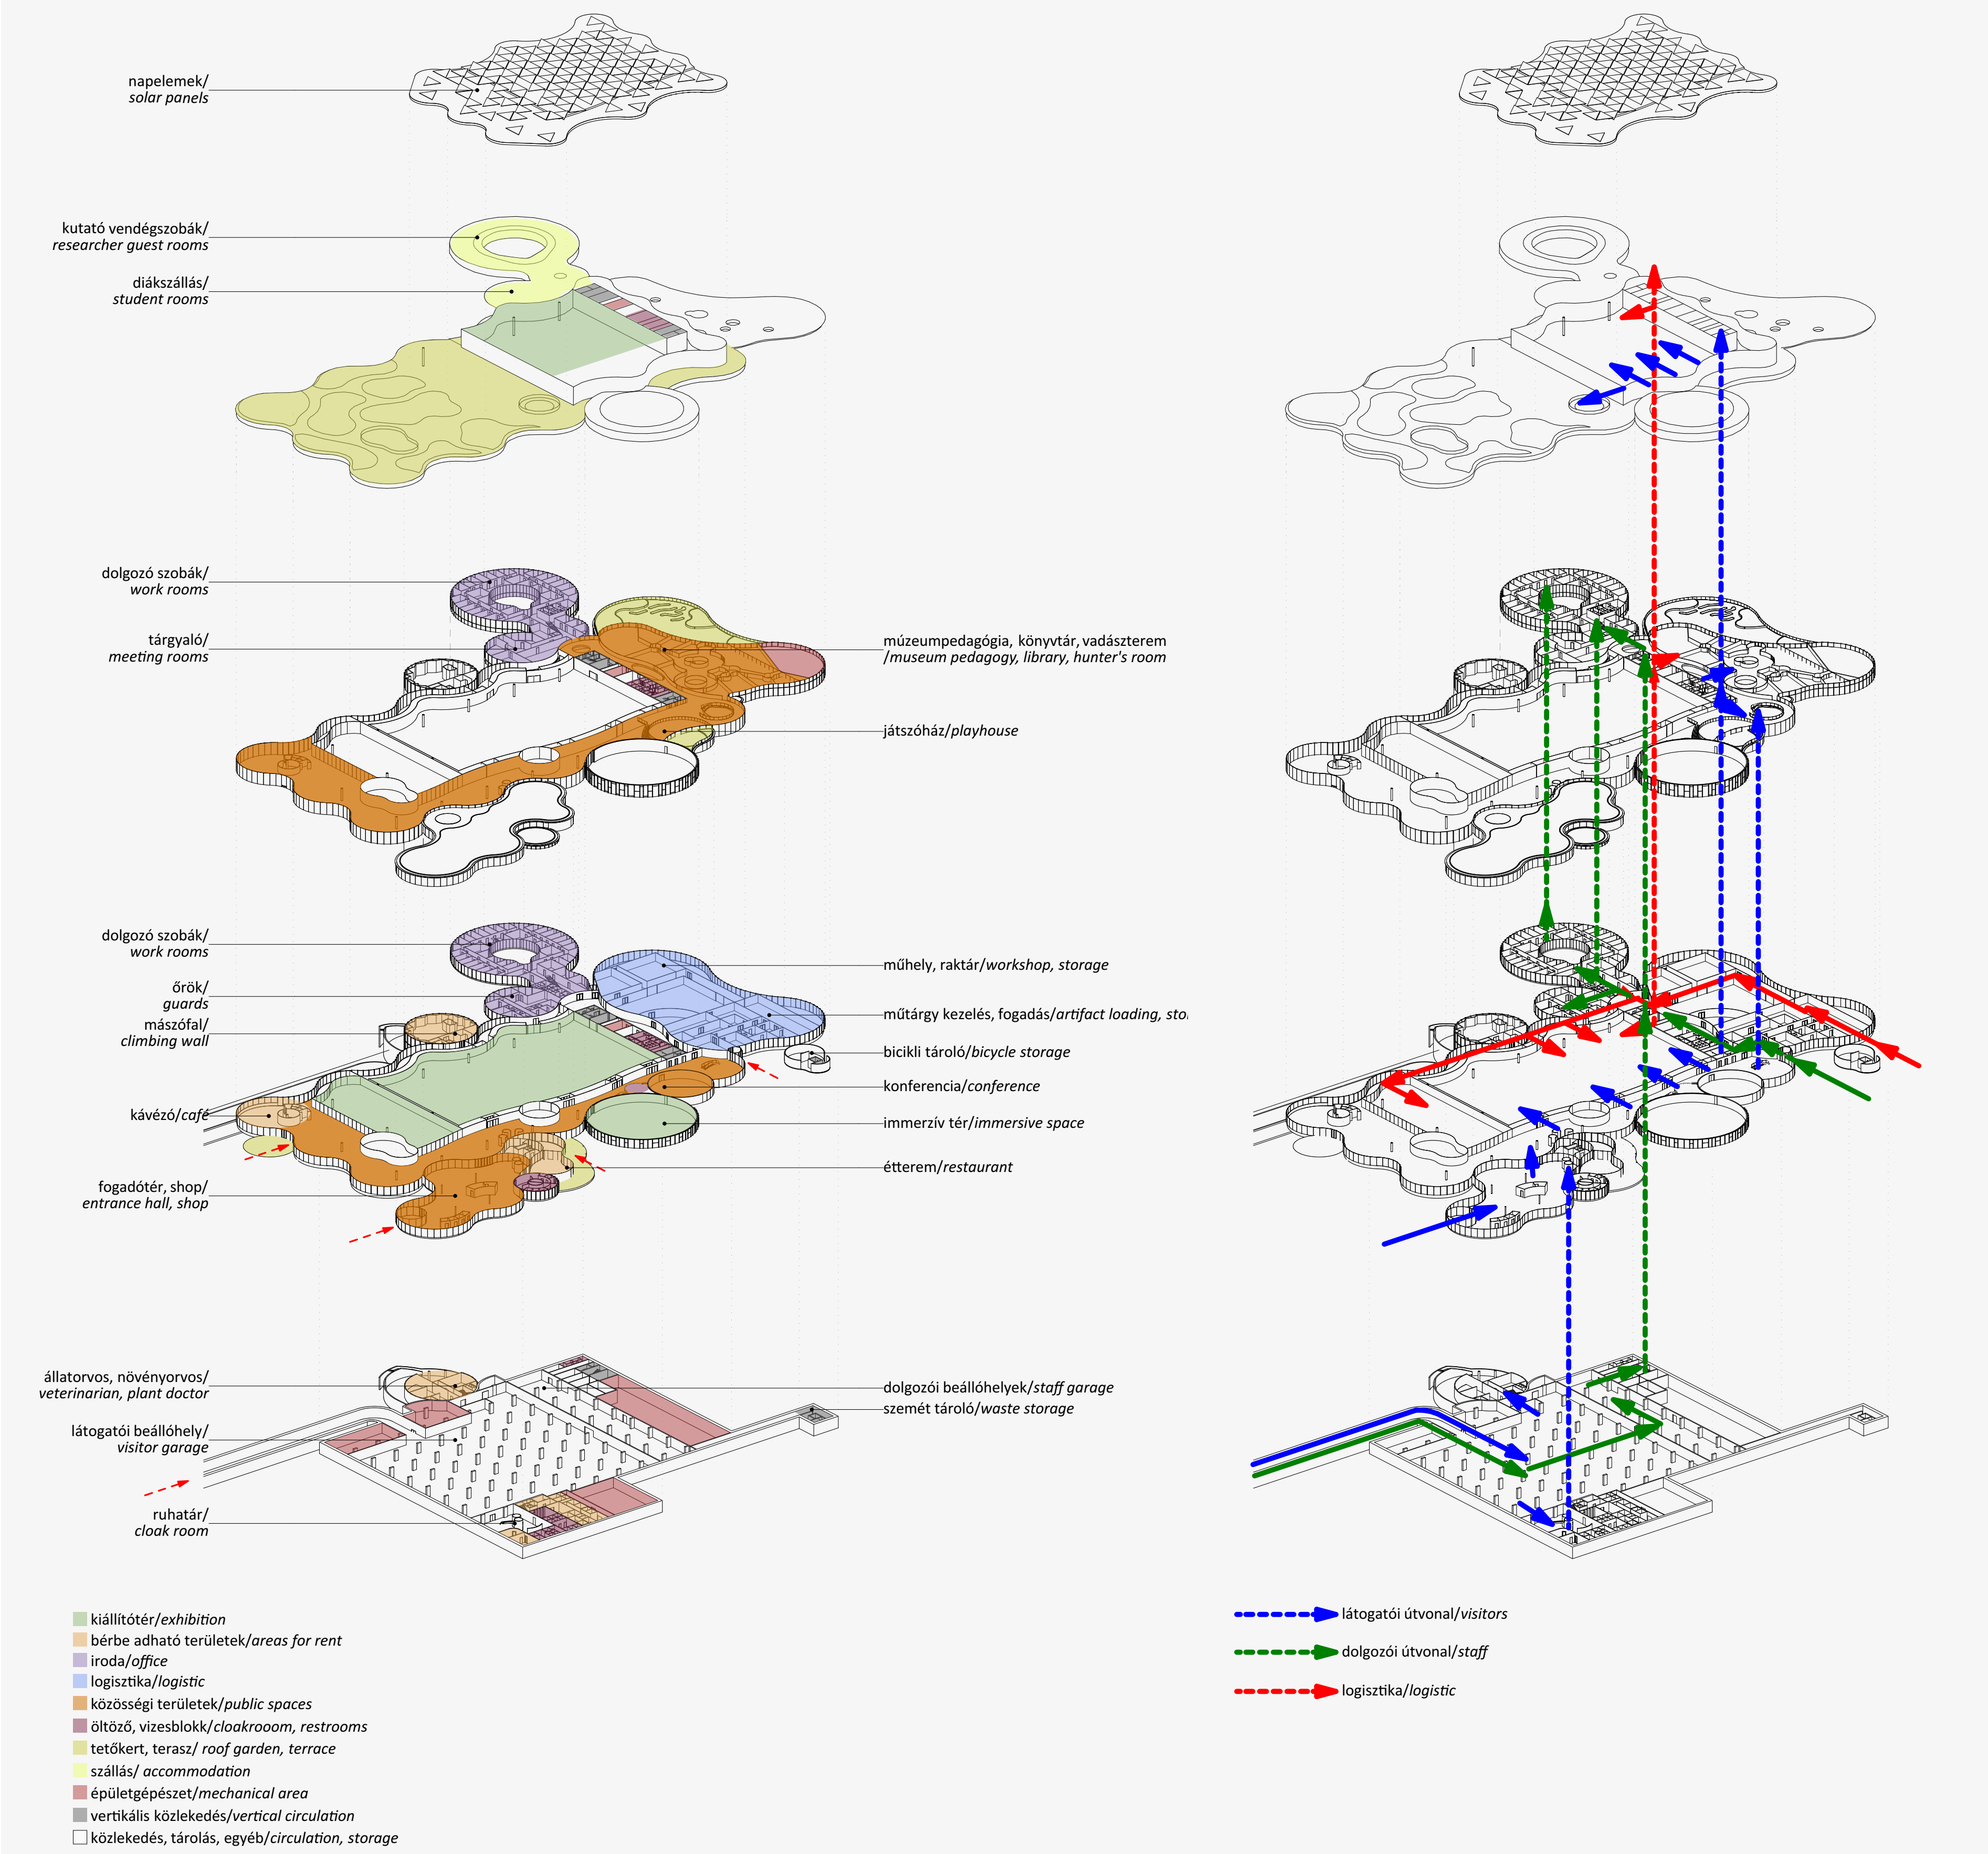 napelemek/
solar panels
kutató vendégszobák/
researcher guest rooms
diákszállás/
student rooms
dolgozó szobák/
work rooms
tárgyaló/
meeting rooms
múzeumpedagógia, könyvtár, vadászterem
/museum pedagogy, library, hunter's room
játszóház/playhouse
dolgozó szobák/
work rooms
őrök/
guards
mászófal/
climbing wall
kávézó/café
fogadótér, shop/
entrance hall, shop
műhely, raktár/workshop, storage
műtárgy kezelés, fogadás/artifact loading, sto
bicikli tároló/bicycle storage
konferencia/conference
immerzív tér/immersive space
étterem/restaurant
állatorvos, növényorvos/
veterinarian, plant doctor
látogatói beállóhely/
visitor garage
ruhatár/
cloak room
dolgozói beállóhelyek/staff garage
szemét tároló/waste storage
kiállítótér/exhibition
bérbe adható területek/areas for rent
iroda/office
logisztika/logistic
közösségi területek/public spaces
öltöző, vizesblokk/cloakrooom, restrooms
tetőkert, terasz/ roof garden, terrace
szállás/ accommodation
épületgépészet/mechanical area
vertikális közlekedés/vertical circulation
közlekedés, tárolás, egyéb/circulation, storage
látogatói útvonal/visitors
dolgozói útvonal/staff
logisztika/logistic